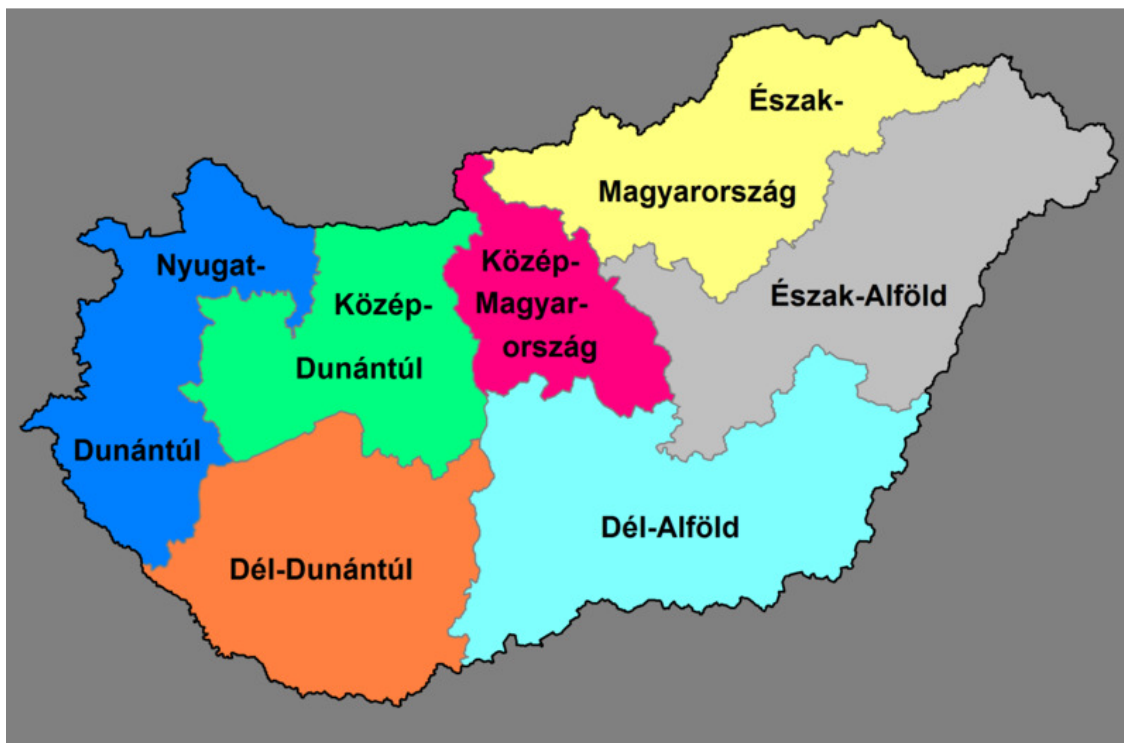 Észak-
Magyarország
Nyugat-
Dunántúl
Közép-
Dunántúl
Közép-
Magyar-
ország
Észak-Alföld
Dél-Alföld
Dél-Dunántúl